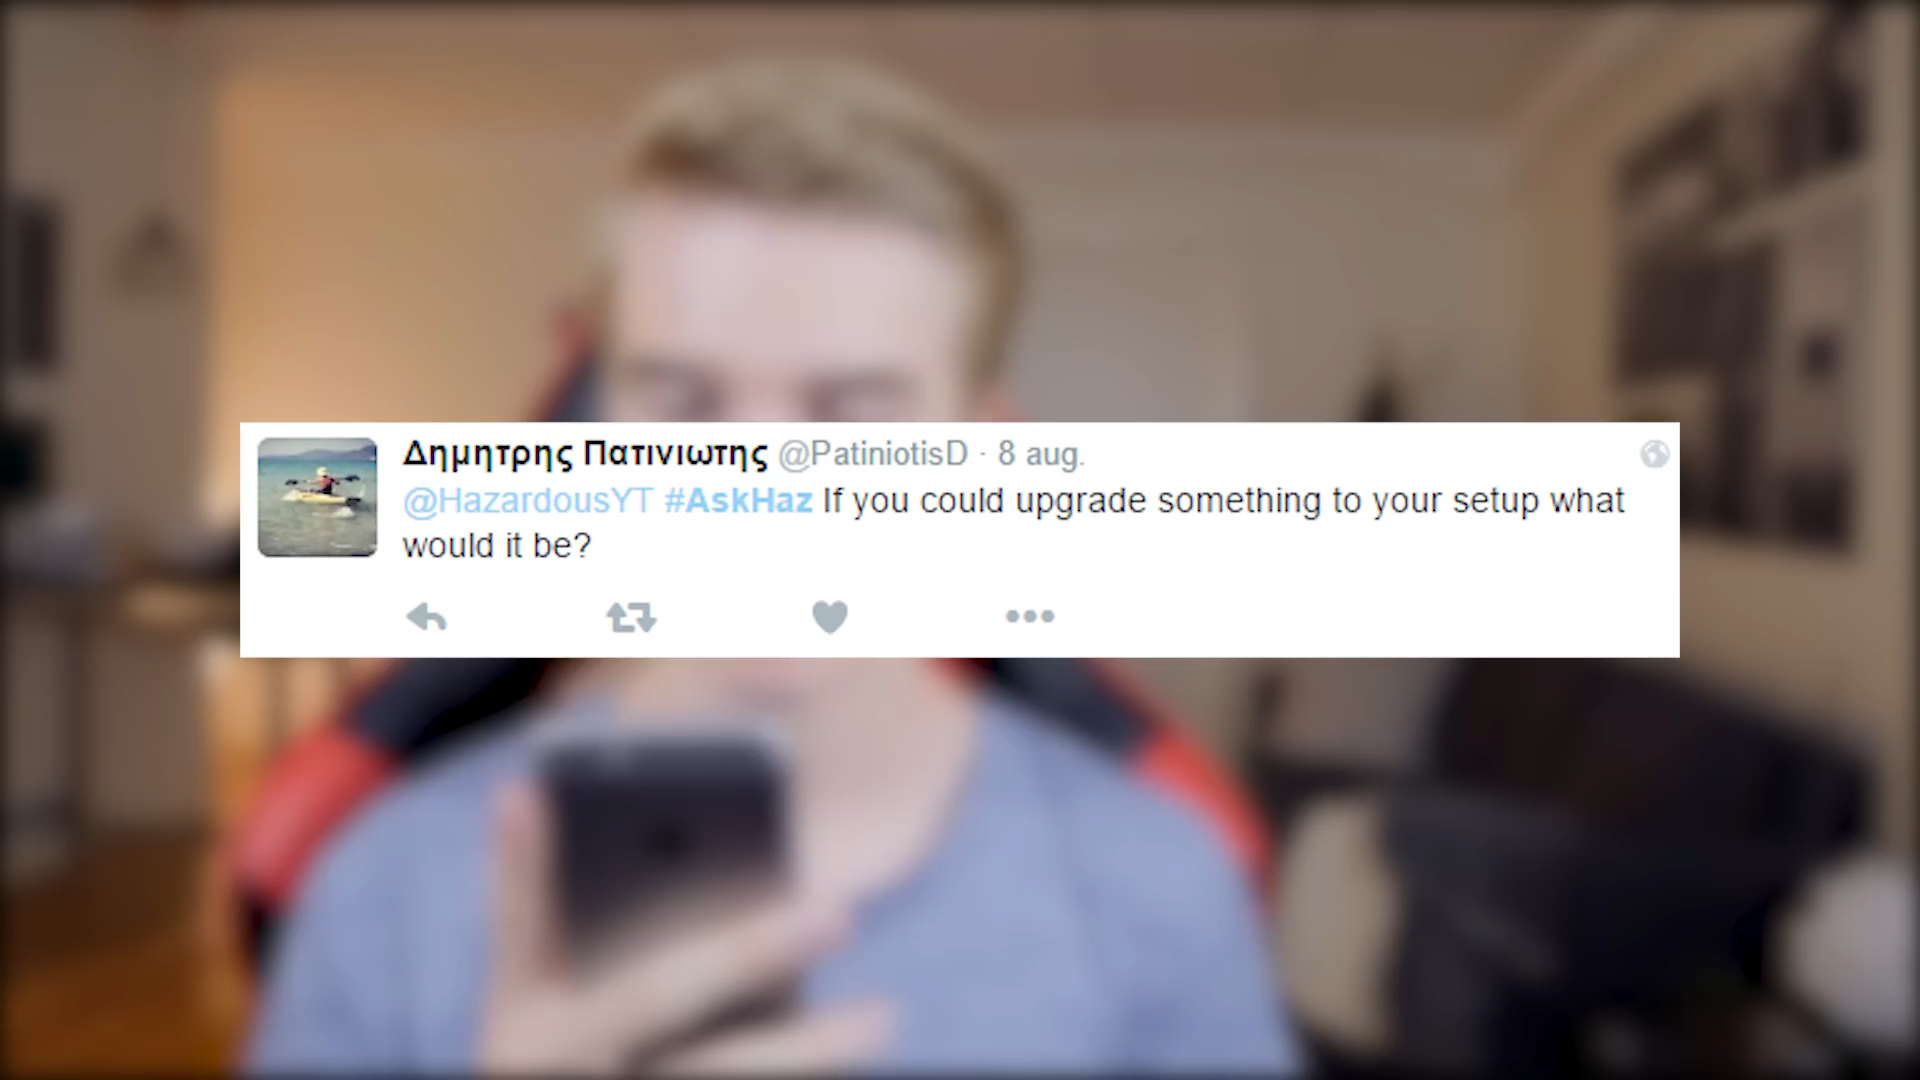 Δημητρης Πατινιωτης @PatiniotisD · 8 aug.
@HazardousYT #AskHaz If you could upgrade something to your setup what
would it be?